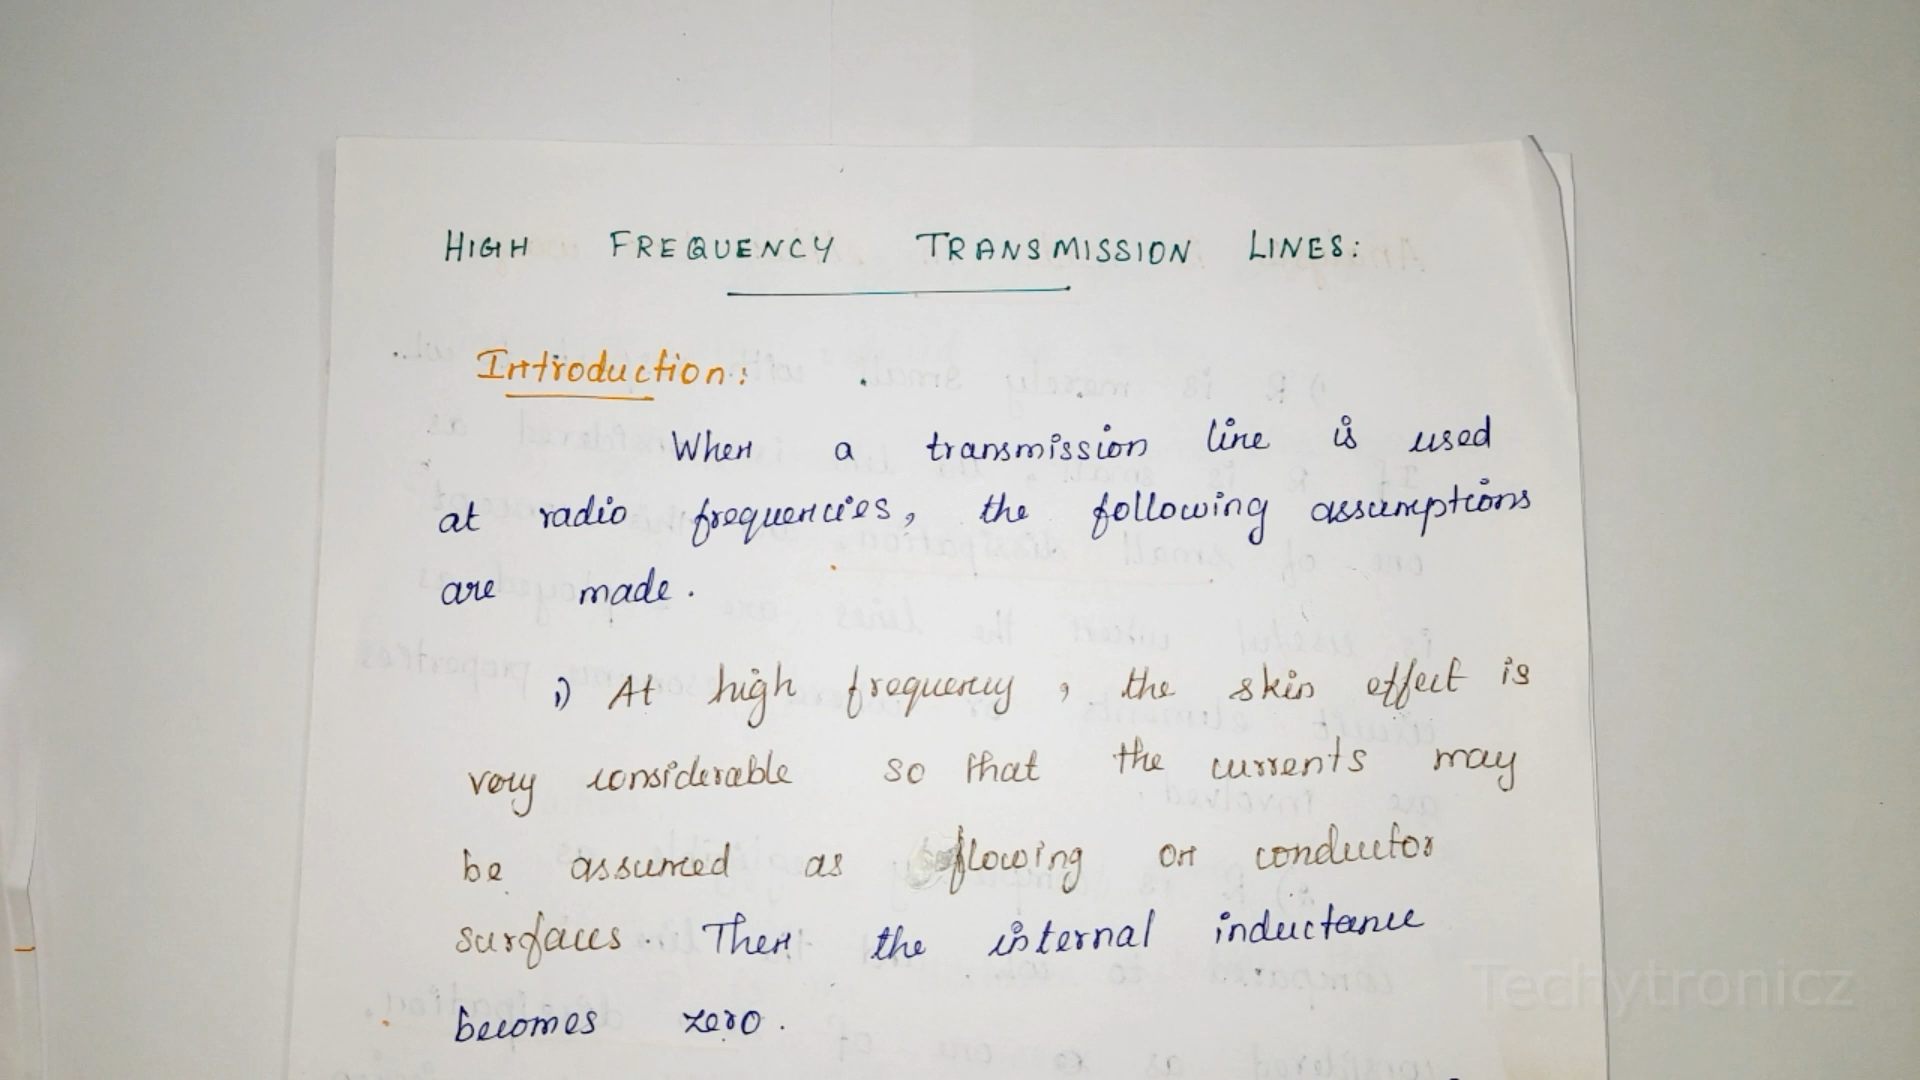 HIGH FREQUENCY TRANSMISSION LINES:
Introduction:
When a transmission line is used
at radio frequencies, the following assumptions
are made.
i) At high frequency, the skin effect is
very considerable so that the currents may
be assumed as flowing on conductor
surfaces. Then the internal inductance
becomes zero.
Techytronicz